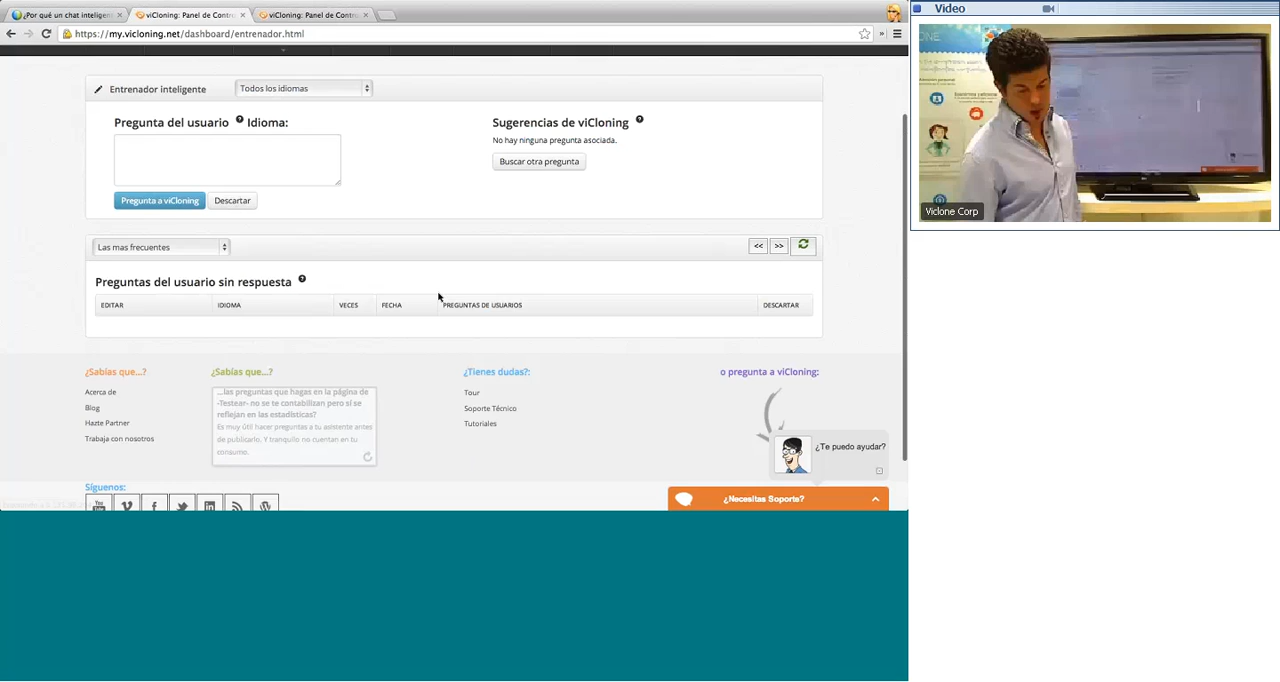 ¿Por qué un chat inteligen
viCloning: Panel de Contr
viCloning: Panel de Contr
https://my.vicloning.net/dashboard/entrenador.html
Video
Entrenador inteligente
Todos los idiomas
Pregunta del usuario
Idioma:
Sugerencias de viCloning
No hay ninguna pregunta asociada.
Buscar otra pregunta
Pregunta a viCloning
Descartar
Viclone Corp
Las mas frecuentes
<<
>>
Preguntas del usuario sin respuesta
EDITAR
IDIOMA
VECES
FECHA
PREGUNTAS DE USUARIOS
DESCARTAR
¿Sabías que...?
¿Sabías que...?
¿Tienes dudas?:
o pregunta a viCloning:
Acerca de
Blog
Hazte Partner
Trabaja con nosotros
...las preguntas que hagas en la página de
-Testear- no se te contabilizan pero sí se
reflejan en las estadísticas?
Es muy útil hacer preguntas a tu asistente antes
de publicarlo. Y tranquilo no cuentan en tu
consumo.
Tour
Soporte Técnico
Tutoriales
¿Te puedo ayudar?
Síguenos:
¿Necesitas Soporte?